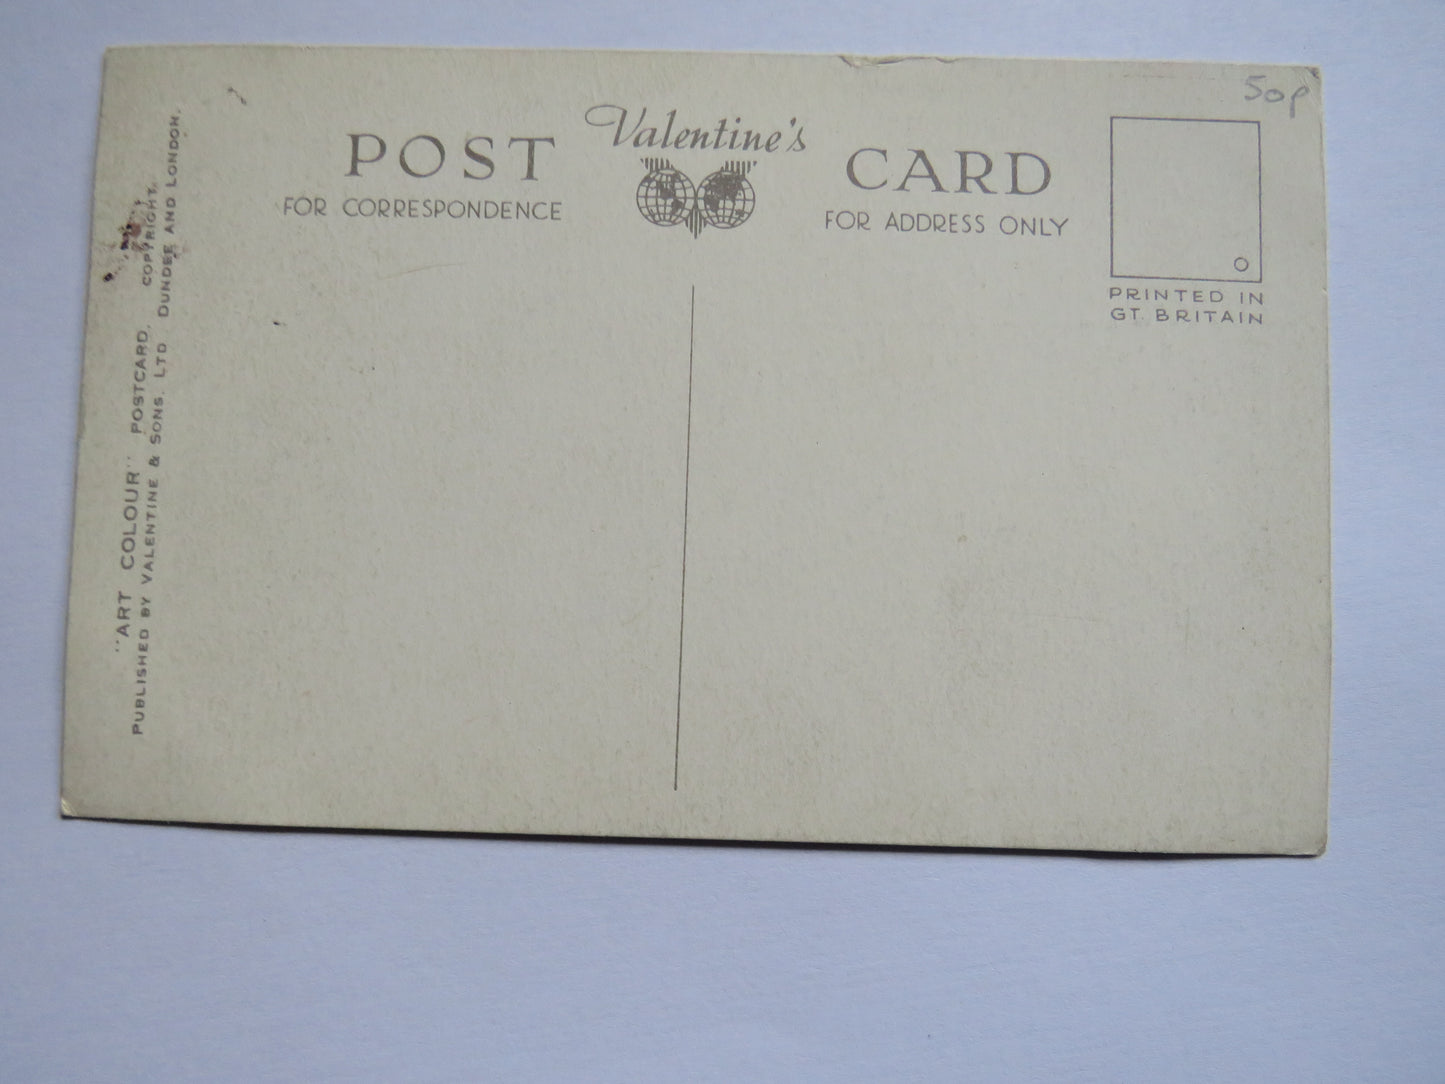 50p
Valentine's
POST CARD
FOR CORRESPONDENCE
FOR ADDRESS ONLY
PRINTED IN
GT. BRITAIN
"ART COLOUR" POSTCARD. COPYRIGHT.
PUBLISHED BY VALENTINE & SONS. LTD DUNDEE AND LONDON.